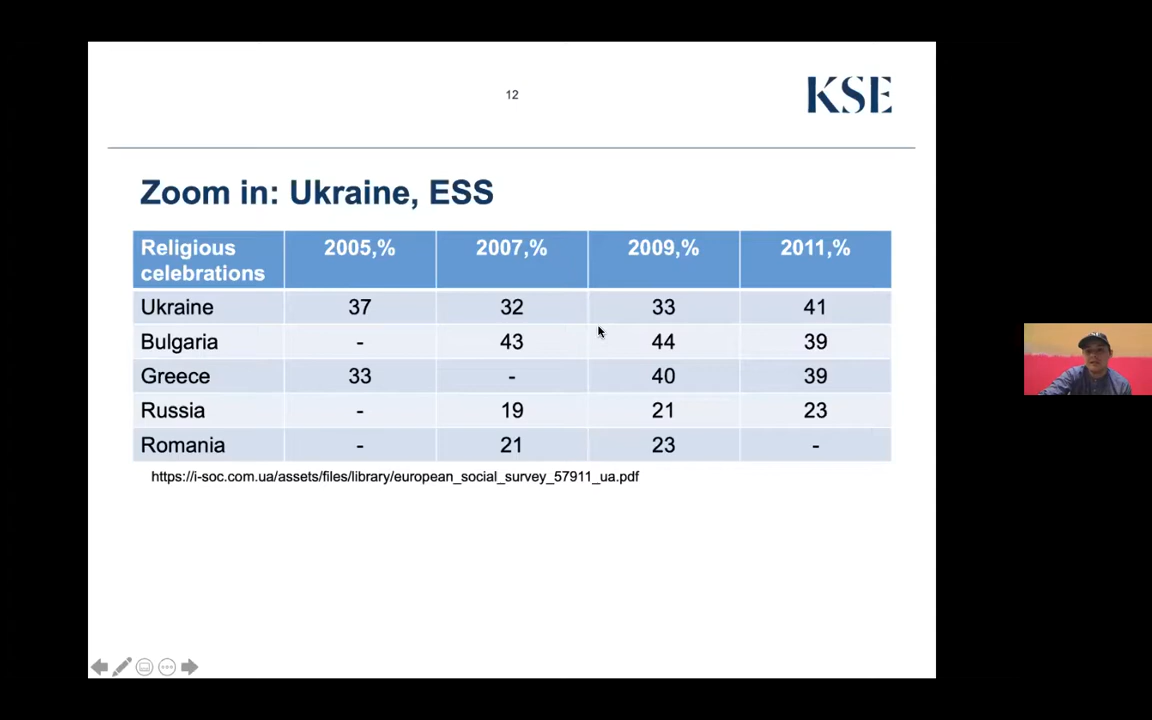 12
KSE
Zoom in: Ukraine, ESS
Religious celebrations 2005,% 2007,% 2009,% 2011,%
Ukraine 37 32 33 41
Bulgaria - 43 44 39
Greece 33 - 40 39
Russia - 19 21 23
Romania - 21 23 -
https://i-soc.com.ua/assets/files/library/european_social_survey_57911_ua.pdf